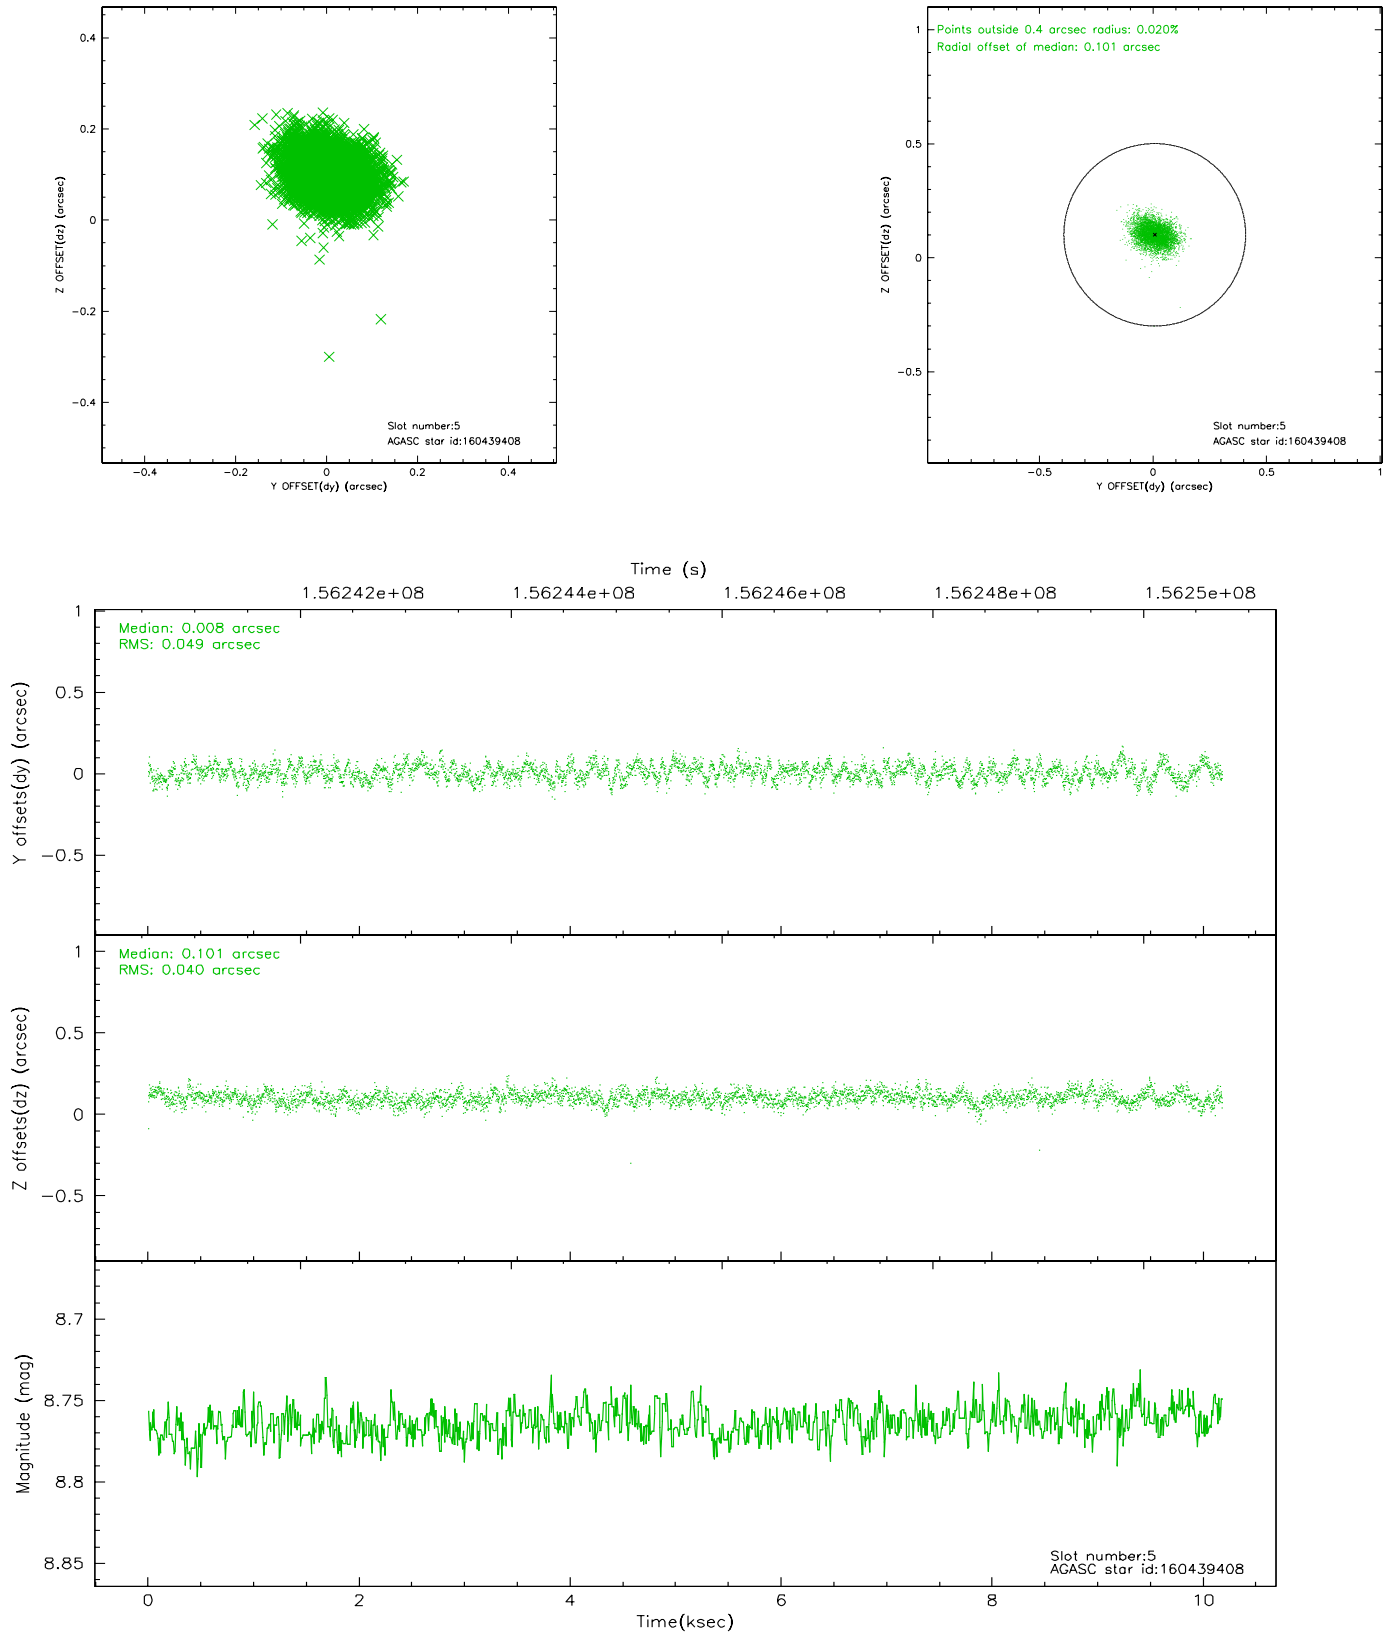 0.4
0.2
0
−0.2
−0.4
Z OFFSET(dz) (arcsec)
−0.4 −0.2 0 0.2 0.4
Y OFFSET(dy) (arcsec)
Slot number:5
AGASC star id:160439408
Points outside 0.4 arcsec radius: 0.020%
Radial offset of median: 0.101 arcsec
1
0.5
0
−0.5
Z OFFSET(dz) (arcsec)
−0.5 0 0.5 1
Y OFFSET(dy) (arcsec)
Slot number:5
AGASC star id:160439408
Time (s)
1.56242e+08 1.56244e+08 1.56246e+08 1.56248e+08 1.5625e+08
Median: 0.008 arcsec
RMS: 0.049 arcsec
1
0.5
0
−0.5
Y offsets(dy) (arcsec)
Median: 0.101 arcsec
RMS: 0.040 arcsec
1
0.5
0
−0.5
Z offsets(dz) (arcsec)
8.7
8.75
8.8
8.85
Magnitude (mag)
Slot number:5
AGASC star id:160439408
0 2 4 6 8 10
Time(ksec)